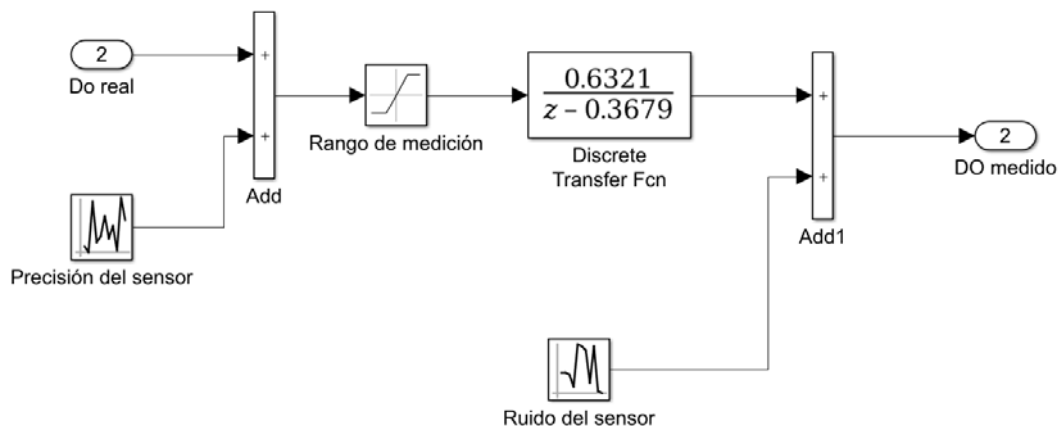 2
Do real
+
+
Add
Precisión del sensor
Rango de medición
0.6321
z − 0.3679
Discrete
Transfer Fcn
+
+
Add1
2
DO medido
Ruido del sensor